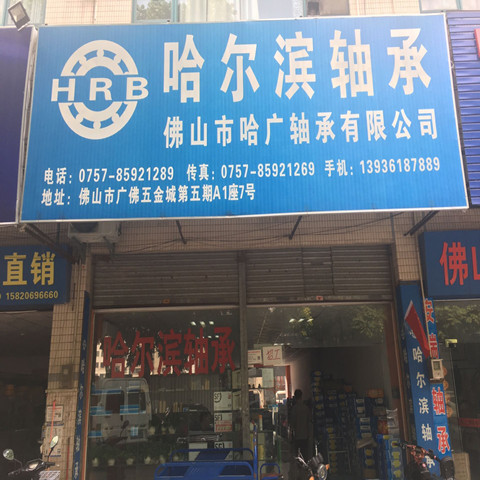 HRB
哈尔滨轴承
佛山市哈广轴承有限公司
电话：0757-85921289 传真：0757-85921269 手机：13936187889
地址：佛山市广佛五金城第五期A1座7号
直销
15820696660
佛山
哈尔滨轴承
哈尔滨轴承
轴承